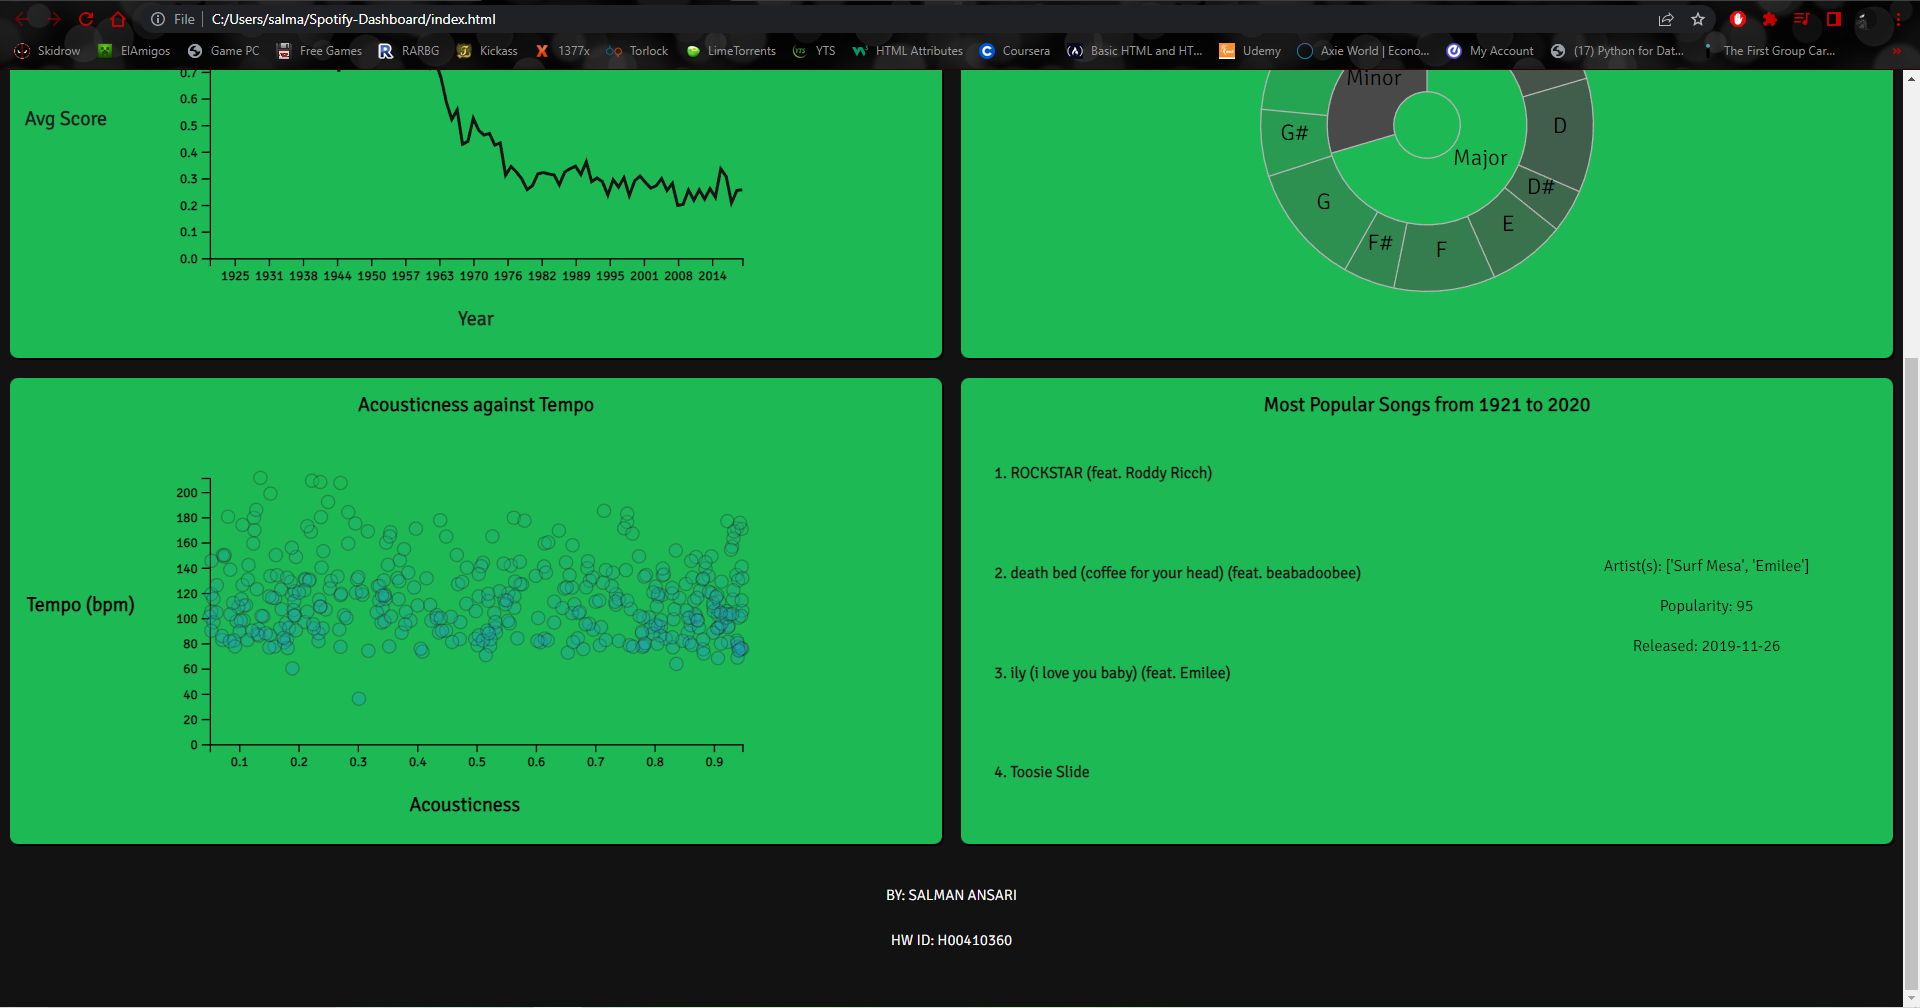 File C:/Users/salma/Spotify-Dashboard/index.html
Skidrow ElAmigos Game PC Free Games RARBG Kickass 1377x Torlock LimeTorrents YTS HTML Attributes Coursera Basic HTML and HT... Udemy Axie World | Econo... My Account (17) Python for Dat... The First Group Car...
0.7
0.6
0.5
0.4
0.3
0.2
0.1
0.0
Avg Score
1925 1931 1938 1944 1950 1957 1963 1970 1976 1982 1989 1995 2001 2008 2014
Year
Minor
Major
D
D#
E
F
F#
G
G#
Acousticness against Tempo
200
180
160
140
120
100
80
60
40
20
0
Tempo (bpm)
0.1 0.2 0.3 0.4 0.5 0.6 0.7 0.8 0.9
Acousticness
Most Popular Songs from 1921 to 2020
1. ROCKSTAR (feat. Roddy Ricch)
2. death bed (coffee for your head) (feat. beabadoobee)
3. ily (i love you baby) (feat. Emilee)
4. Toosie Slide
Artist(s): ['Surf Mesa', 'Emilee']
Popularity: 95
Released: 2019-11-26
BY: SALMAN ANSARI
HW ID: H00410360